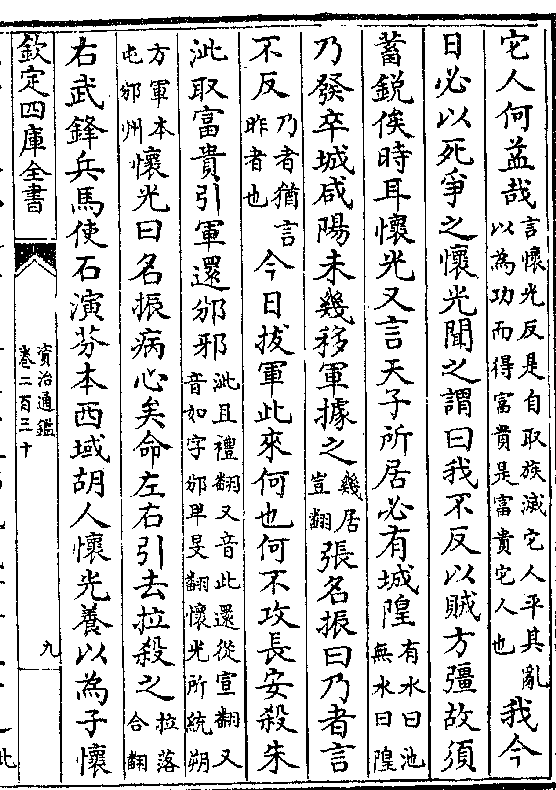 它人何益哉言懷光反是自取族滅它人平其亂以為功而得富貴是富貴它人也我今
日必以死爭之懷光聞之謂曰我不反以賊方彊故須
蓄銳俟時耳懷光又言天子所居必有城隍有水曰池無水曰隍
乃發卒城咸陽未幾移軍據之幾居豈翻張名振曰乃者言
不反乃者猶言昨者也今日拔軍此來何也何不攻長安殺朱
泚取富貴引軍還邠邪泚且禮翻又音此還從宣翻又音如字邠卑旻翻懷光所統朔
方軍本屯邠州懷光曰名振病心矣命左右引去拉殺之拉落合翻
右武鋒兵馬使石演芬本西域胡人懷光養以為子懷
欽定四庫全書
資治通鑑
卷二百三十
九